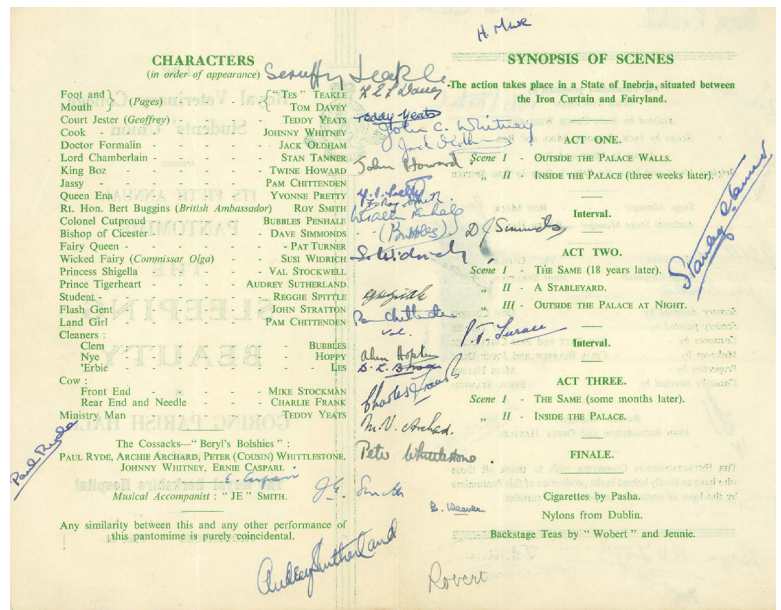 H. Mwe
CHARACTERS
(in order of appearance)
Scruffy Teakle
Foot and } (Pages) - - - { "Tes" Teakle
Mouth } Tom Davey
R. E. P. Davey
Court Jester (Geoffrey) - - - Teddy Yeats
Teddy Yeats
Cook - - - Johnny Whitney
John C. Whitney
Doctor Formalin - - - Jack Oldham
Jack Oldham
Lord Chamberlain - - - Stan Tanner
King Boz - - - Twine Howard
John Howard.
Jassy - - - Pam Chittenden
Queen Ena - - - Yvonne Pretty
Rt. Hon. Bert Buggins (British Ambassador) - Roy Smith
Colonel Cutproud - - - Bubbles Penhale
(Bubbles)
Bishop of Cicester - - - Dave Simmonds
D J Simmonds
Fairy Queen - - - Pat Turner
Wicked Fairy (Commissar Olga) - - Susi Widrich
S. Widrich
Princess Shigella - - - Val Stockwell
Prince Tigerheart - - - Audrey Sutherland
Student - - - Reggie Spittle
Flash Gent - - - John Stratton
Land Girl - - - Pam Chittenden
Pam Chittenden
Val.
Cleaners :
Clem - - - Bubbles
Nye - - - Hoppy
Alun Hopkins
'Erbie - - - Les
Cow :
Front End - - - Mike Stockman
Rear End and Needle - - - Charlie Frank
Charles Frank
Ministry Man - - - Teddy Yeats
M. V. Archard.
Paul Ryde
The Cossacks—"Beryl's Bolshies" :
Paul Ryde, Archie Archard, Peter (Cousin) Whittlestone,
Johnny Whitney, Ernie Caspari.
Peter Whittlestone.
E. Caspari
Musical Accompanist : "JE" Smith.
J. E. Smith
Any similarity between this and any other performance of
this pantomime is purely coincidental.
Audrey Sutherland
SYNOPSIS OF SCENES
The action takes place in a State of Inebria, situated between
the Iron Curtain and Fairyland.
ACT ONE.
Scene I - Outside the Palace Walls.
„ II - Inside the Palace (three weeks later).
Interval.
Stanley Tanner
ACT TWO.
Scene I - The Same (18 years later).
„ II - A Stableyard.
„ III - Outside the Palace at Night.
P. T. Turner
Interval.
ACT THREE.
Scene I - The Same (some months later).
„ II - Inside the Palace.
FINALE.
Cigarettes by Pasha.
Nylons from Dublin.
B. Weaver
Backstage Teas by "Wobert" and Jennie.
Robert